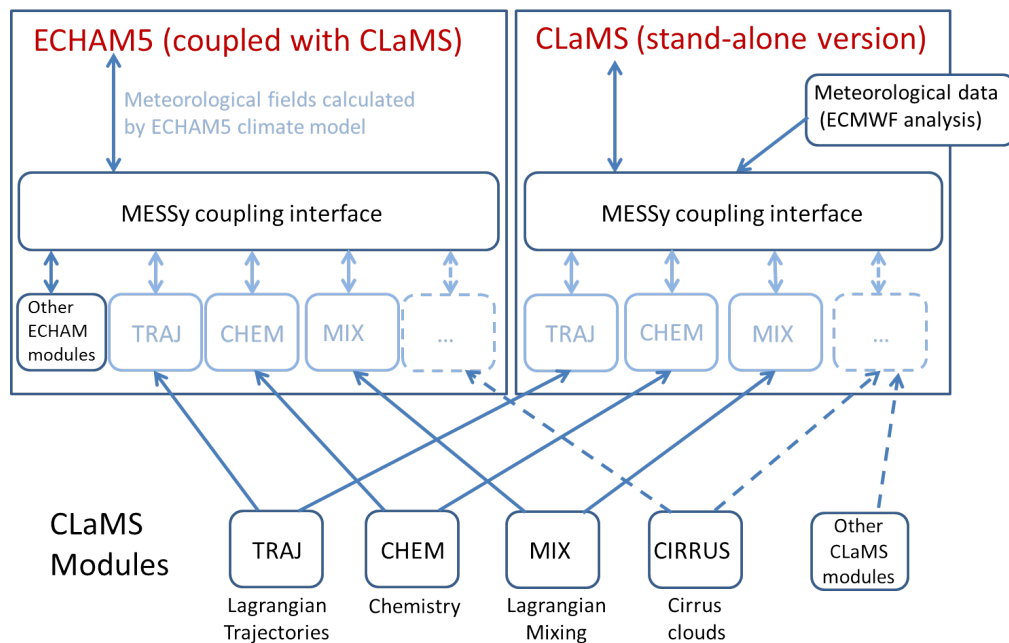 ECHAM5 (coupled with CLaMS)
Meteorological fields calculated
by ECHAM5 climate model
MESSy coupling interface
Other
ECHAM
modules
TRAJ
CHEM
MIX
...
CLaMS (stand-alone version)
Meteorological data
(ECMWF analysis)
MESSy coupling interface
TRAJ
CHEM
MIX
...
CLaMS
Modules
TRAJ
CHEM
MIX
CIRRUS
Other
CLaMS
modules
Lagrangian
Trajectories
Chemistry
Lagrangian
Mixing
Cirrus
clouds